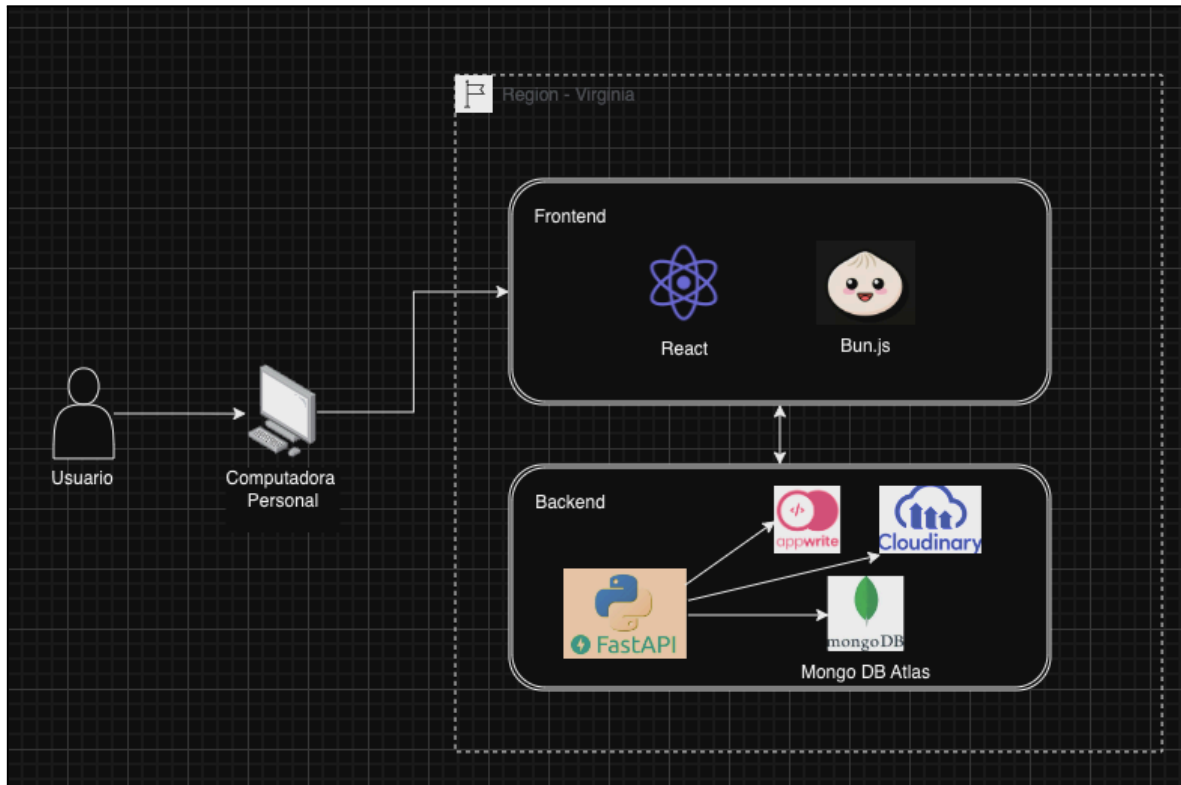 Region - Virginia
Frontend
React
Bun.js
Usuario
Computadora
Personal
Backend
</>
appwrite
Cloudinary
FastAPI
mongoDB
Mongo DB Atlas